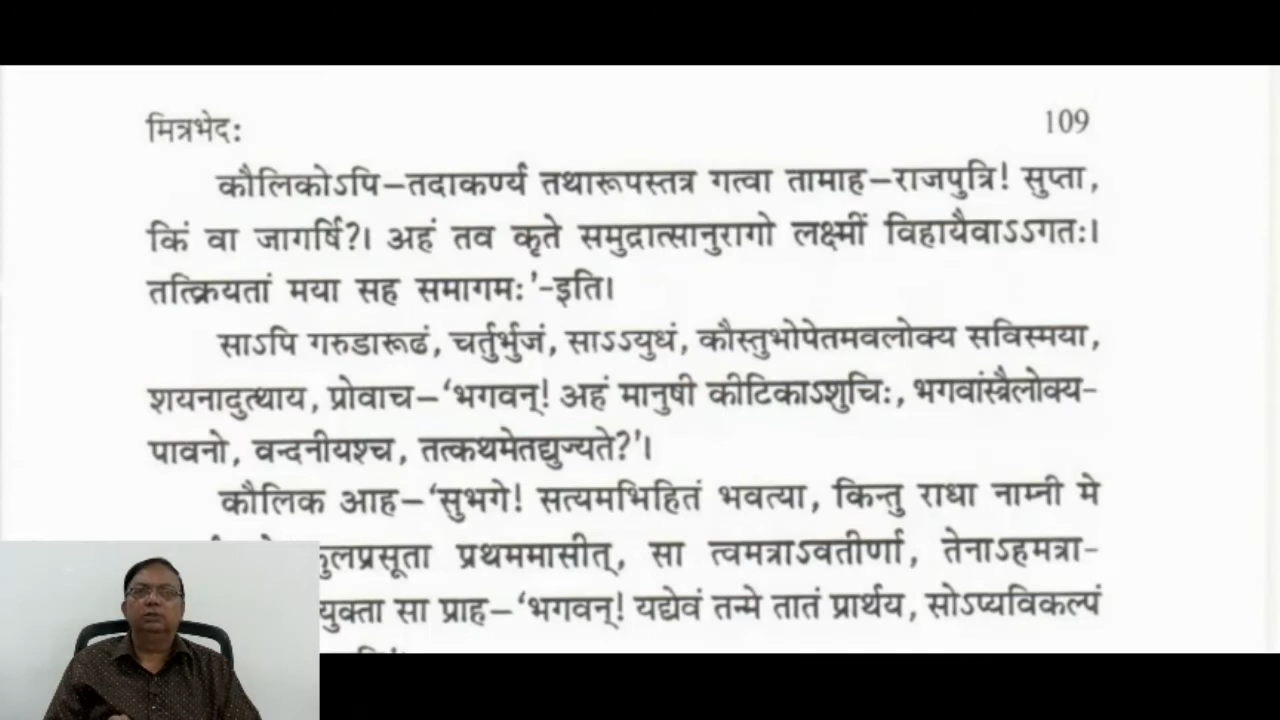 मित्रभेदः
109
कौलिकोऽपि–तदाकर्ण्य तथारूपस्तत्र गत्वा तामाह–राजपुत्रि! सुप्ता,
किं वा जागर्षि?। अहं तव कृते समुद्रात्सानुरागो लक्ष्मीं विहायैवाऽऽगतः।
तत्क्रियतां मया सह समागमः'-इति।
साऽपि गरुडारूढं, चर्तुर्भुजं, साऽऽयुधं, कौस्तुभोपेतमवलोक्य सविस्मया,
शयनादुत्थाय, प्रोवाच–‘भगवन्! अहं मानुषी कीटिकाऽशुचिः, भगवांस्त्रैलोक्य-
पावनो, वन्दनीयश्च, तत्कथमेतद्युज्यते?'।
कौलिक आह–‘सुभगे! सत्यमभिहितं भवत्या, किन्तु राधा नाम्नी मे
कुलप्रसूता प्रथममासीत्, सा त्वमत्राऽवतीर्णा, तेनाऽहमत्रा-
युक्ता सा प्राह–‘भगवन्! यद्येवं तन्मे तातं प्रार्थय, सोऽप्यविकल्पं